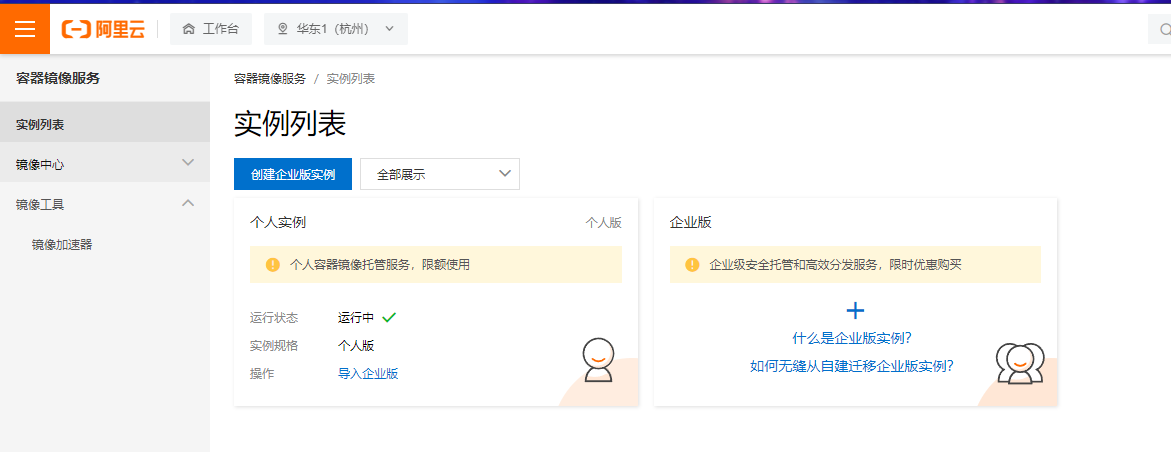 阿里云 工作台 华东1（杭州）
容器镜像服务
实例列表
镜像中心
镜像工具
镜像加速器
容器镜像服务 / 实例列表
实例列表
创建企业版实例 全部展示
个人实例 个人版
个人容器镜像托管服务，限额使用
运行状态 运行中
实例规格 个人版
操作 导入企业版
企业版
企业级安全托管和高效分发服务，限时优惠购买
什么是企业版实例？
如何无缝从自建迁移企业版实例？